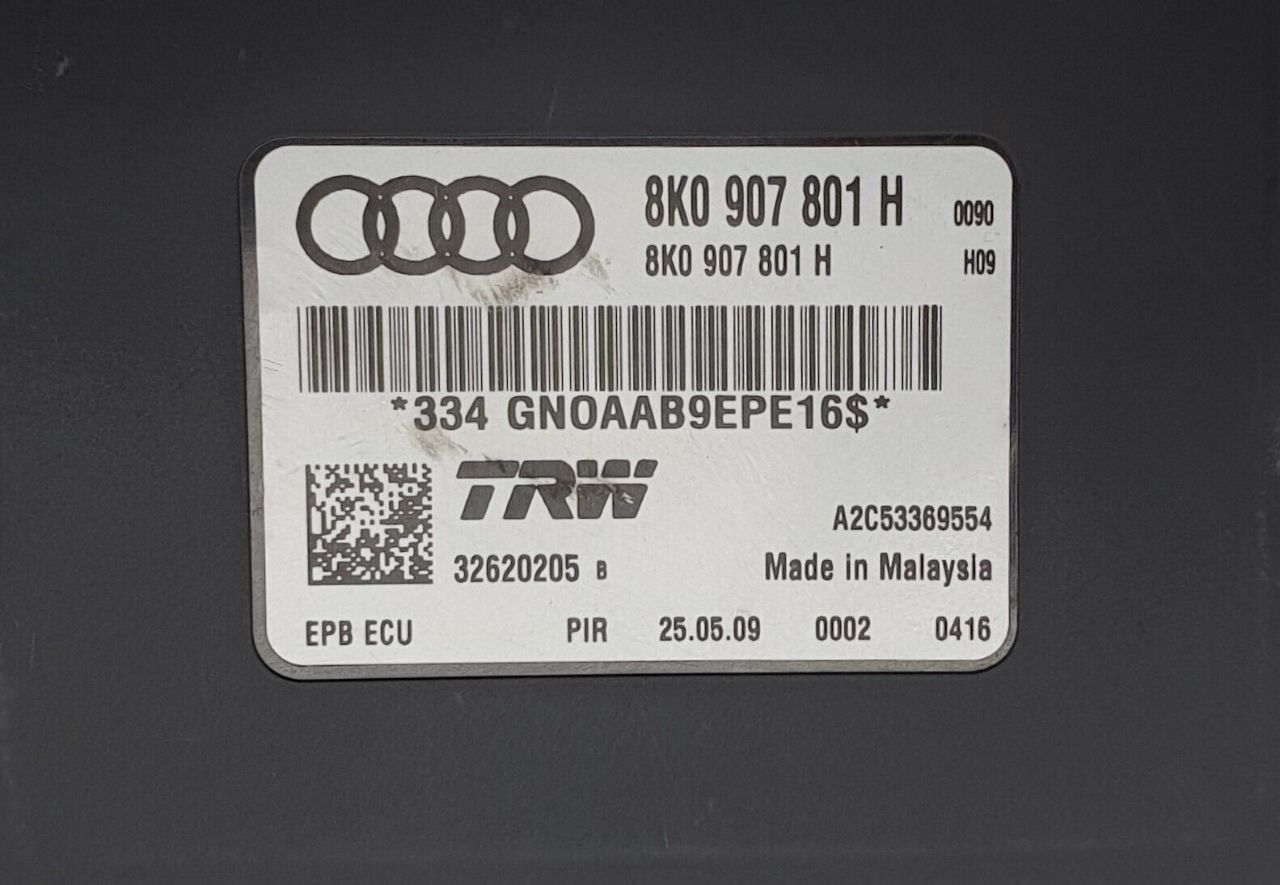 8K0 907 801 H 0090
8K0 907 801 H H09
*334 GNOAAB9EPE16$*
TRW
A2C53369554
32620205 B Made in Malaysia
EPB ECU PIR 25.05.09 0002 0416